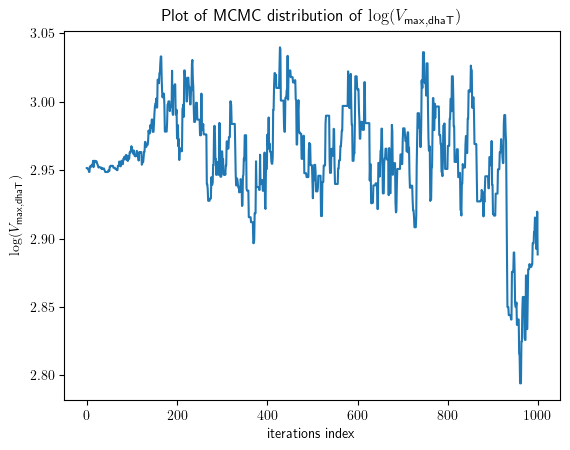 Plot of MCMC distribution of log(V_max,dhaT)
3.05
3.00
2.95
2.90
2.85
2.80
log(V_max,dhaT)
0 200 400 600 800 1000
iterations index